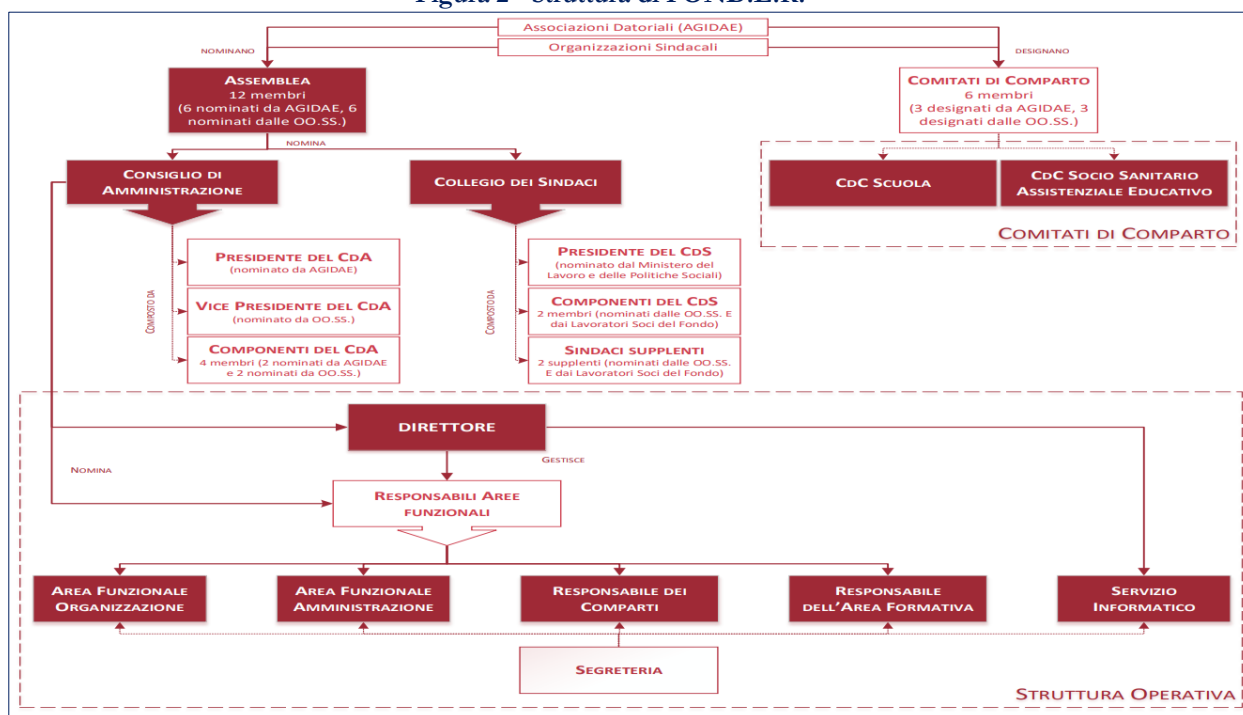 Figura 2 - Struttura di FOND.E.R.
Associazioni Datoriali (AGIDAE)
Organizzazioni Sindacali
NOMINANO
DESIGNANO
ASSEMBLEA
12 membri
(6 nominati da AGIDAE, 6
nominati dalle OO.SS.)
COMITATI DI COMPARTO
6 membri
(3 designati da AGIDAE, 3
designati dalle OO.SS.)
NOMINA
CONSIGLIO DI
AMMINISTRAZIONE
COLLEGIO DEI SINDACI
CDC SCUOLA
CDC SOCIO SANITARIO
ASSISTENZIALE EDUCATIVO
COMITATI DI COMPARTO
COMPOSTO DA
PRESIDENTE DEL CDA
(nominato da AGIDAE)
VICE PRESIDENTE DEL CDA
(nominato da OO.SS.)
COMPONENTI DEL CDA
4 membri (2 nominati da AGIDAE
e 2 nominati da OO.SS.)
COMPOSTO DA
PRESIDENTE DEL CDS
(nominato dal Ministero del
Lavoro e delle Politiche Sociali)
COMPONENTI DEL CDS
2 membri (nominati dalle OO.SS. E
dai Lavoratori Soci del Fondo)
SINDACI SUPPLENTI
2 supplenti (nominati dalle OO.SS.
E dai Lavoratori Soci del Fondo)
DIRETTORE
NOMINA
GESTISCE
RESPONSABILI AREE
FUNZIONALI
AREA FUNZIONALE
ORGANIZZAZIONE
AREA FUNZIONALE
AMMINISTRAZIONE
RESPONSABILE DEI
COMPARTI
RESPONSABILE
DELL'AREA FORMATIVA
SERVIZIO
INFORMATICO
SEGRETERIA
STRUTTURA OPERATIVA